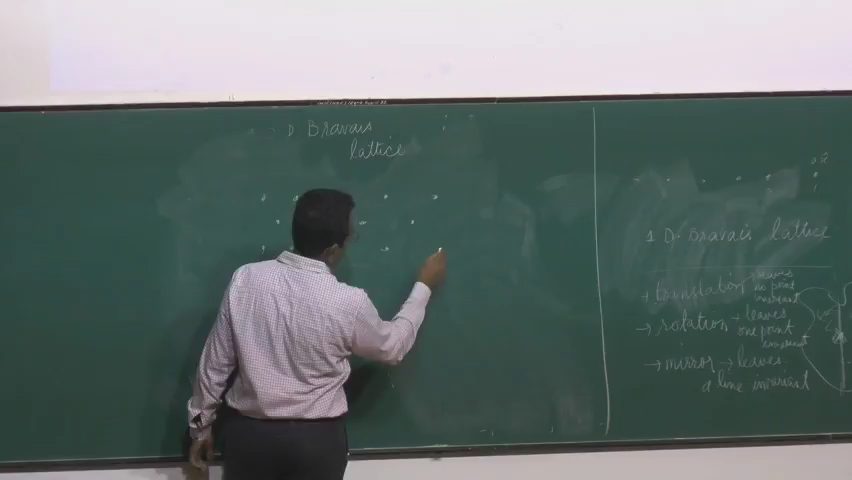 D Bravais
lattice
1 D. Bravais lattice
→ translation leaves
no point
invariant
→ rotation → leaves
one point
invariant
→ mirror → leaves
a line invariant